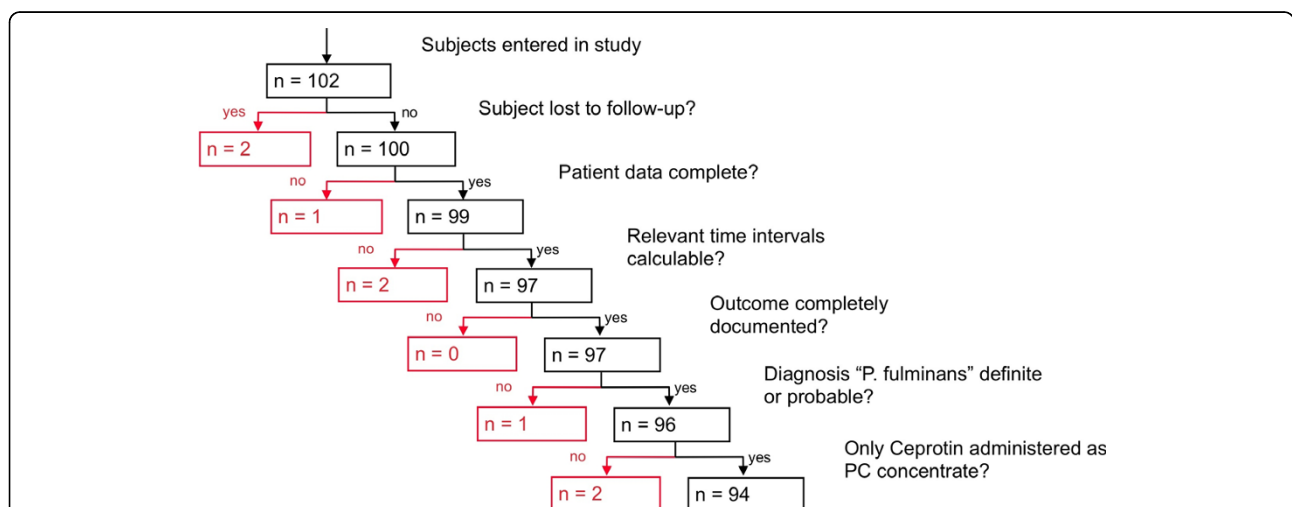 Subjects entered in study
n = 102
yes
no
Subject lost to follow-up?
n = 2
n = 100
no
yes
Patient data complete?
n = 1
n = 99
no
yes
Relevant time intervals
calculable?
n = 2
n = 97
no
yes
Outcome completely
documented?
n = 0
n = 97
no
yes
Diagnosis “P. fulminans” definite
or probable?
n = 1
n = 96
no
yes
Only Ceprotin administered as
PC concentrate?
n = 2
n = 94